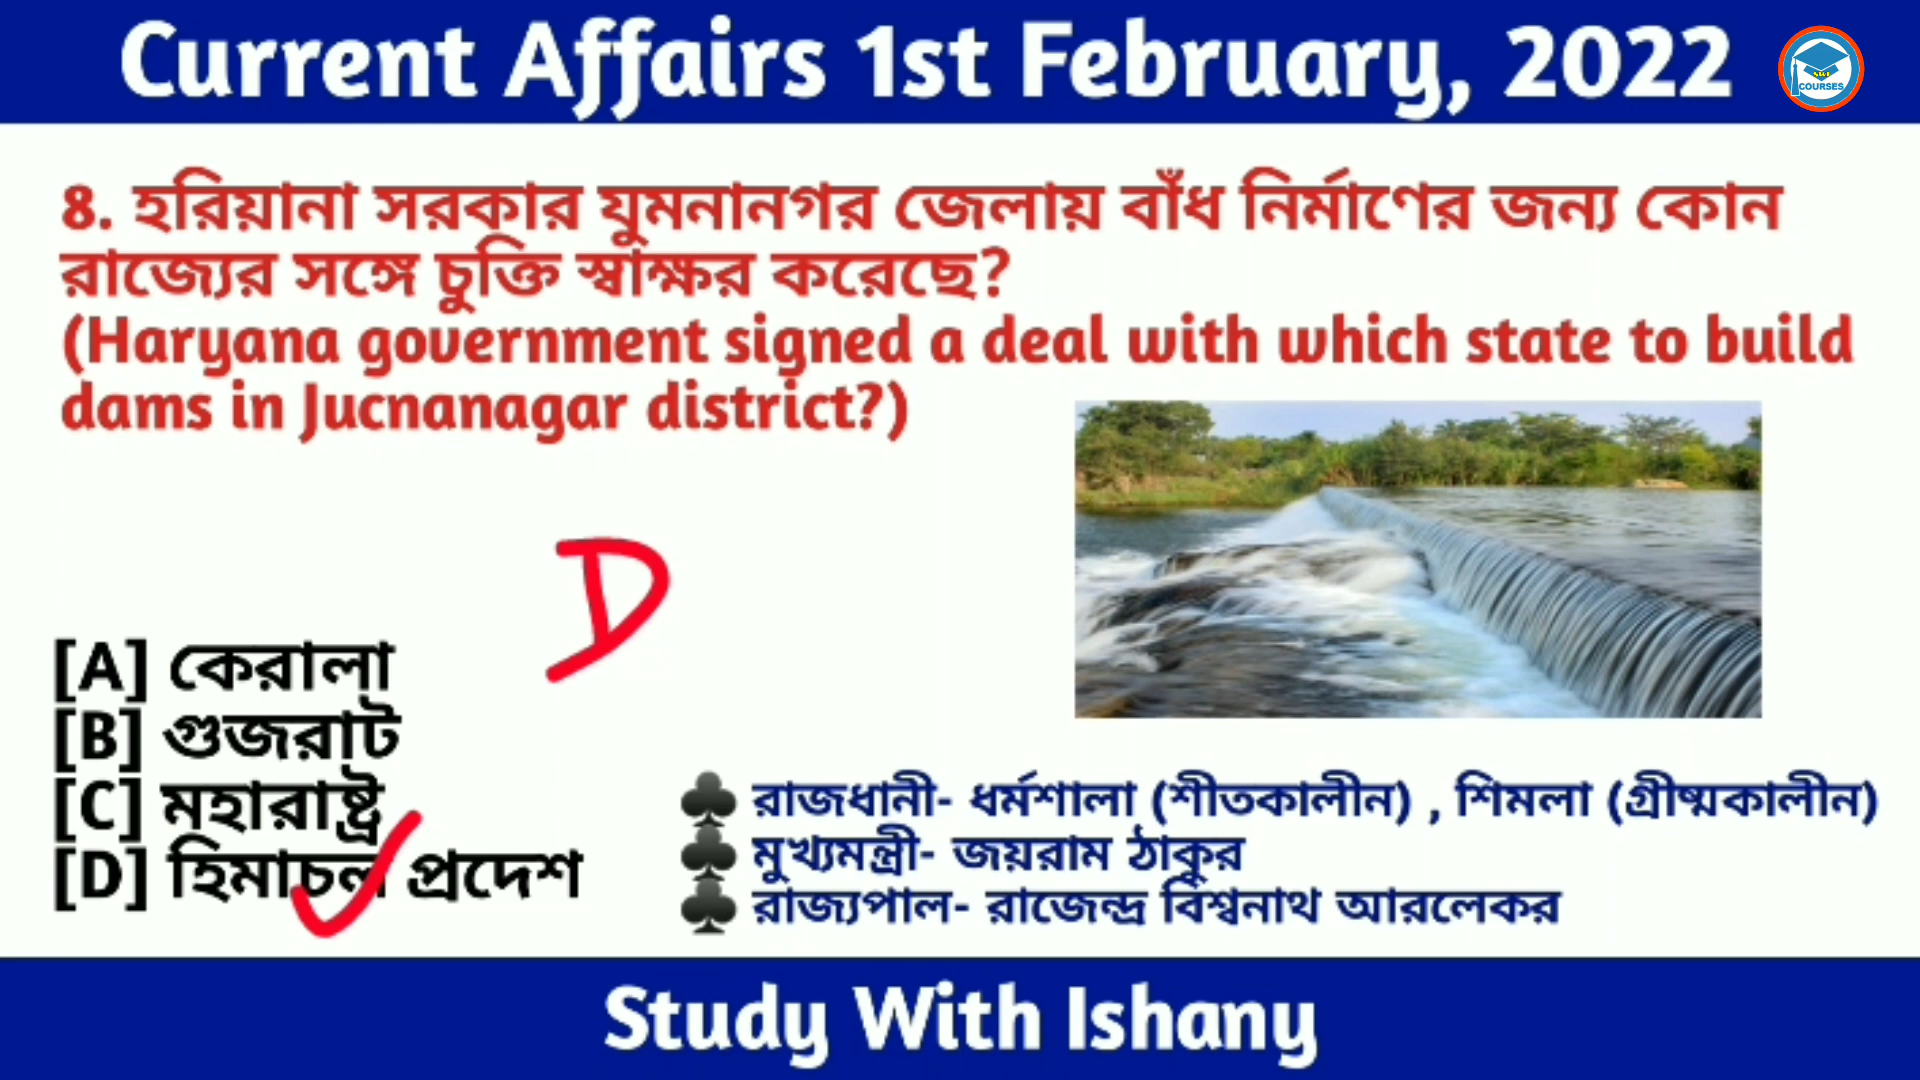 Current Affairs 1st February, 2022
SWI
COURSES
8. হরিয়ানা সরকার যুমনানগর জেলায় বাঁধ নির্মাণের জন্য কোন
রাজ্যের সঙ্গে চুক্তি স্বাক্ষর করেছে?
(Haryana government signed a deal with which state to build
dams in Jucnanagar district?)
D
[A] কেরালা
[B] গুজরাট
[C] মহারাষ্ট্র
[D] হিমাচল প্রদেশ
♣ রাজধানী- ধর্মশালা (শীতকালীন) , শিমলা (গ্রীষ্মকালীন)
♣ মুখ্যমন্ত্রী- জয়রাম ঠাকুর
♣ রাজ্যপাল- রাজেন্দ্র বিশ্বনাথ আরলেকর
Study With Ishany